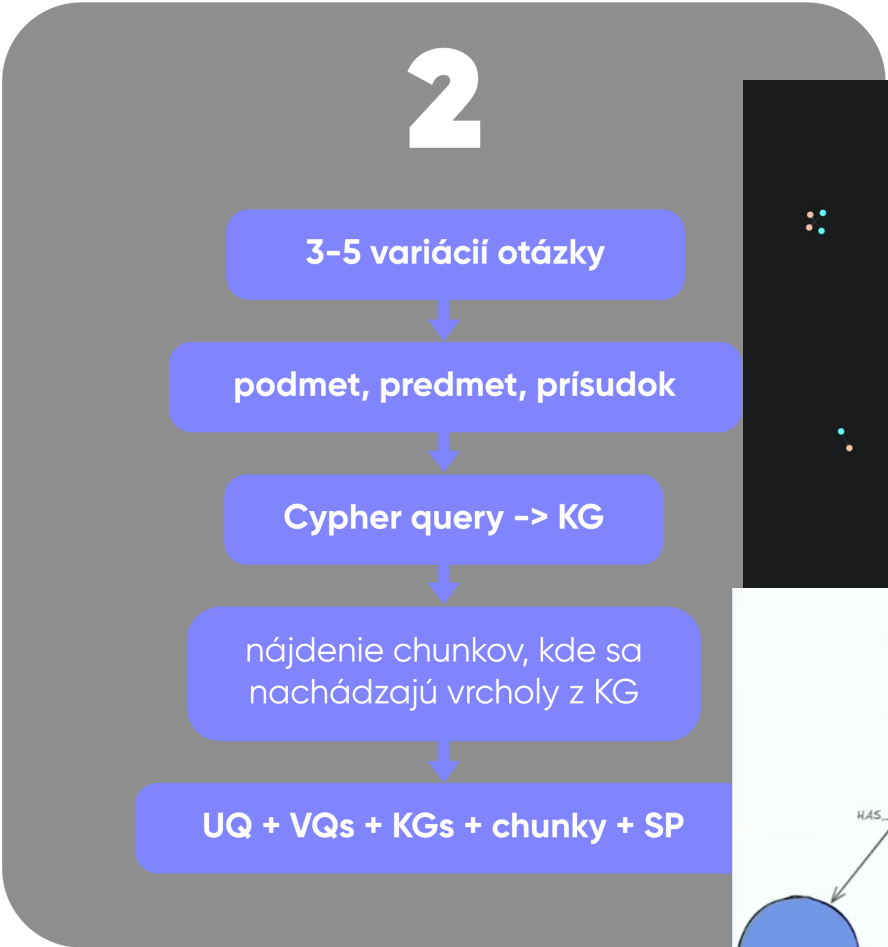 2
3-5 variácií otázky
podmet, predmet, prísudok
Cypher query -> KG
nájdenie chunkov, kde sa
nachádzajú vrcholy z KG
UQ + VQs + KGs + chunky + SP
HAS_